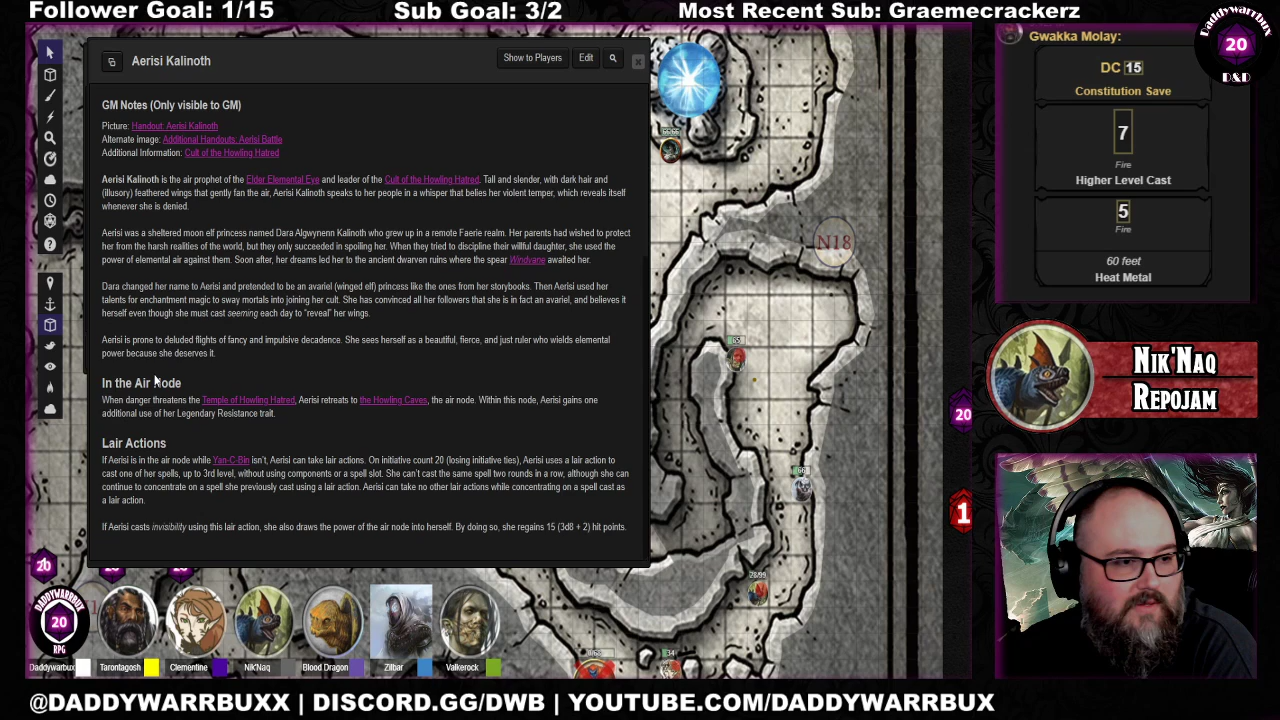 Follower Goal: 1/15
Sub Goal: 3/2
Most Recent Sub: Graemecrackerz
Aerisi Kalinoth
Show to Players
Edit
GM Notes (Only visible to GM)
Picture: Handout: Aerisi Kalinoth
Alternate image: Additional Handouts: Aerisi Battle
Additional Information: Cult of the Howling Hatred
Aerisi Kalinoth is the air prophet of the Elder Elemental Eye and leader of the Cult of the Howling Hatred. Tall and slender, with dark hair and
(illusory) feathered wings that gently fan the air, Aerisi Kalinoth speaks to her people in a whisper that belies her violent temper, which reveals itself
whenever she is denied.
Aerisi was a sheltered moon elf princess named Dara Algwynenn Kalinoth who grew up in a remote Faerie realm. Her parents had wished to protect
her from the harsh realities of the world, but they only succeeded in spoiling her. When they tried to discipline their willful daughter, she used the
power of elemental air against them. Soon after, her dreams led her to the ancient dwarven ruins where the spear Windvane awaited her.
Dara changed her name to Aerisi and pretended to be an avariel (winged elf) princess like the ones from her storybooks. Then Aerisi used her
talents for enchantment magic to sway mortals into joining her cult. She has convinced all her followers that she is in fact an avariel, and believes it
herself even though she must cast seeming each day to “reveal” her wings.
Aerisi is prone to deluded flights of fancy and impulsive decadence. She sees herself as a beautiful, fierce, and just ruler who wields elemental
power because she deserves it.
In the Air Node
When danger threatens the Temple of Howling Hatred, Aerisi retreats to the Howling Caves, the air node. Within this node, Aerisi gains one
additional use of her Legendary Resistance trait.
Lair Actions
If Aerisi is in the air node while Yan-C-Bin isn't, Aerisi can take lair actions. On initiative count 20 (losing initiative ties), Aerisi uses a lair action to
cast one of her spells, up to 3rd level, without using components or a spell slot. She can't cast the same spell two rounds in a row, although she can
continue to concentrate on a spell she previously cast using a lair action. Aerisi can take no other lair actions while concentrating on a spell cast as
a lair action.
If Aerisi casts invisibility using this lair action, she also draws the power of the air node into herself. By doing so, she regains 15 (3d8 + 2) hit points.
N18
65
66
28/99
34
Gwakka Molay:
DC 15
Constitution Save
7
Fire
Higher Level Cast
5
Fire
60 feet
Heat Metal
Daddywarrbux
20
D&D
20
1
Nik'Naq
Repojam
20
DADDYWARRBUX
20
RPG
Daddywarbux
Tarontagosh
Clementine
NIK'NaQ
Blood Dragon
Zilbar
Valkerock
@DADDYWARRBUXX | DISCORD.GG/DWB | YOUTUBE.COM/DADDYWARRBUX